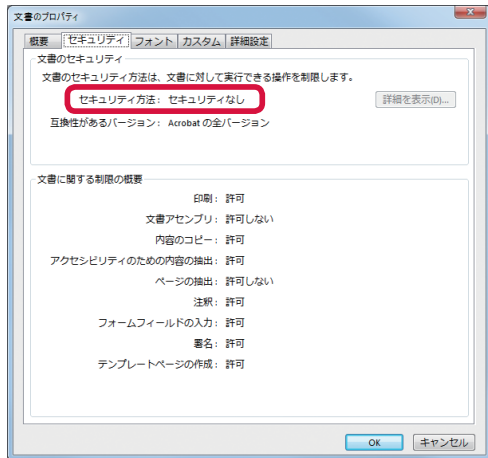 文書のプロパティ
概要 セキュリティ フォント カスタム 詳細設定
文書のセキュリティ
文書のセキュリティ方法は、文書に対して実行できる操作を制限します。
セキュリティ方法： セキュリティなし 詳細を表示(D)...
互換性があるバージョン： Acrobat の全バージョン
文書に関する制限の概要
印刷： 許可
文書アセンブリ： 許可しない
内容のコピー： 許可
アクセシビリティのための内容の抽出： 許可
ページの抽出： 許可しない
注釈： 許可
フォームフィールドの入力： 許可
署名： 許可
テンプレートページの作成： 許可
OK キャンセル